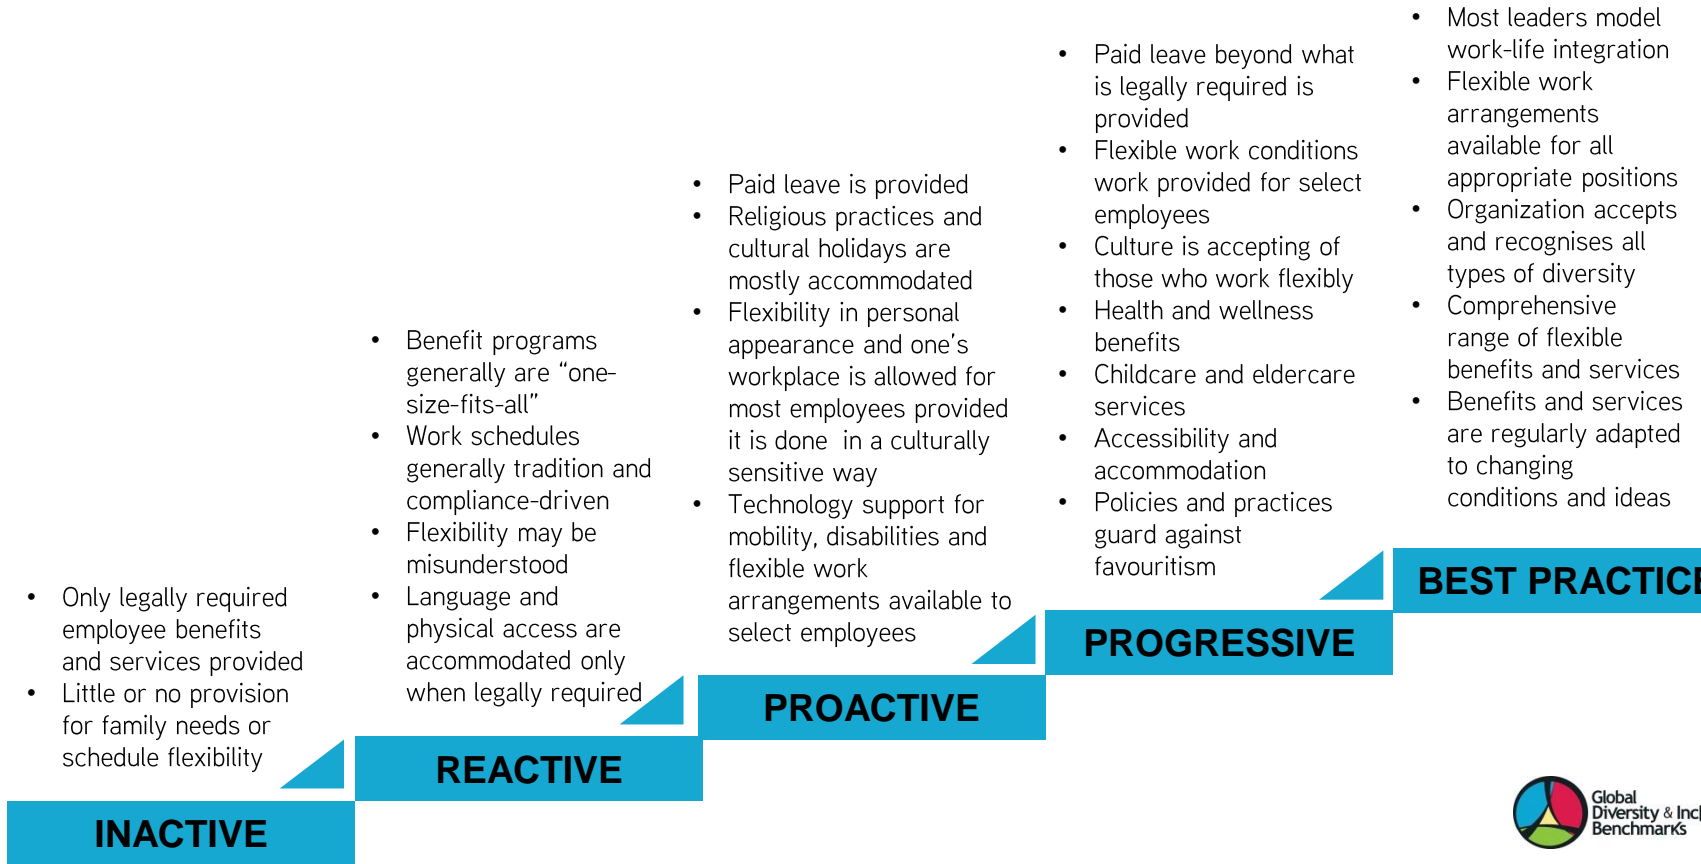 • Only legally required
employee benefits
and services provided
• Little or no provision
for family needs or
schedule flexibility
INACTIVE
• Benefit programs
generally are “one-
size-fits-all”
• Work schedules
generally tradition and
compliance-driven
• Flexibility may be
misunderstood
• Language and
physical access are
accommodated only
when legally required
REACTIVE
• Paid leave is provided
• Religious practices and
cultural holidays are
mostly accommodated
• Flexibility in personal
appearance and one’s
workplace is allowed for
most employees provided
it is done  in a culturally
sensitive way
• Technology support for
mobility, disabilities and
flexible work
arrangements available to
select employees
PROACTIVE
• Paid leave beyond what
is legally required is
provided
• Flexible work conditions
work provided for select
employees
• Culture is accepting of
those who work flexibly
• Health and wellness
benefits
• Childcare and eldercare
services
• Accessibility and
accommodation
• Policies and practices
guard against
favouritism
PROGRESSIVE
• Most leaders model
work-life integration
• Flexible work
arrangements
available for all
appropriate positions
• Organization accepts
and recognises all
types of diversity
• Comprehensive
range of flexible
benefits and services
• Benefits and services
are regularly adapted
to changing
conditions and ideas
BEST PRACTICE
Global
Diversity & Incl
Benchmarks